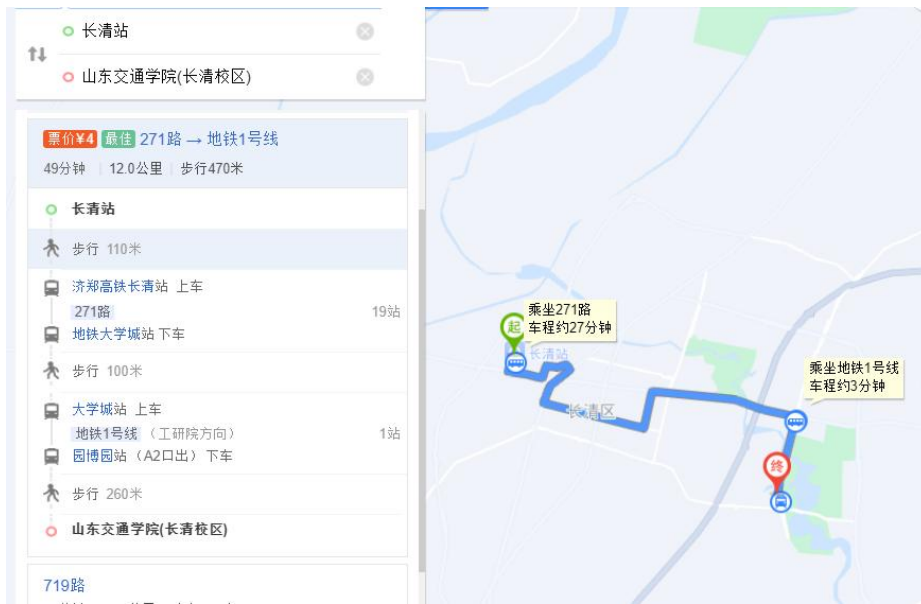 长清站
山东交通学院(长清校区)
票价¥4 最佳 271路 → 地铁1号线
49分钟 | 12.0公里 | 步行470米
长清站
步行 110米
济郑高铁长清站 上车
271路 19站
地铁大学城站下车
步行 100米
大学城站 上车
地铁1号线 (工研院方向) 1站
园博园站 (A2口出) 下车
步行 260米
山东交通学院(长清校区)
719路
乘坐271路
车程约27分钟
起
长清站
长清区
乘坐地铁1号线
车程约3分钟
终